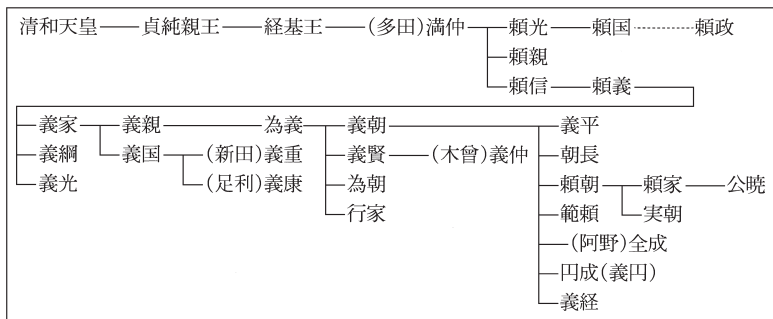 清和天皇 貞純親王 経基王 (多田)満仲 頼光 頼国 頼政
頼親
頼信 頼義
義家 義親 為義 義朝 義平
義綱 義国 (新田)義重 義賢 (木曾)義仲 朝長
義光 (足利)義康 為朝 頼朝 頼家 公暁
行家 範頼 実朝
(阿野)全成
円成(義円)
義経